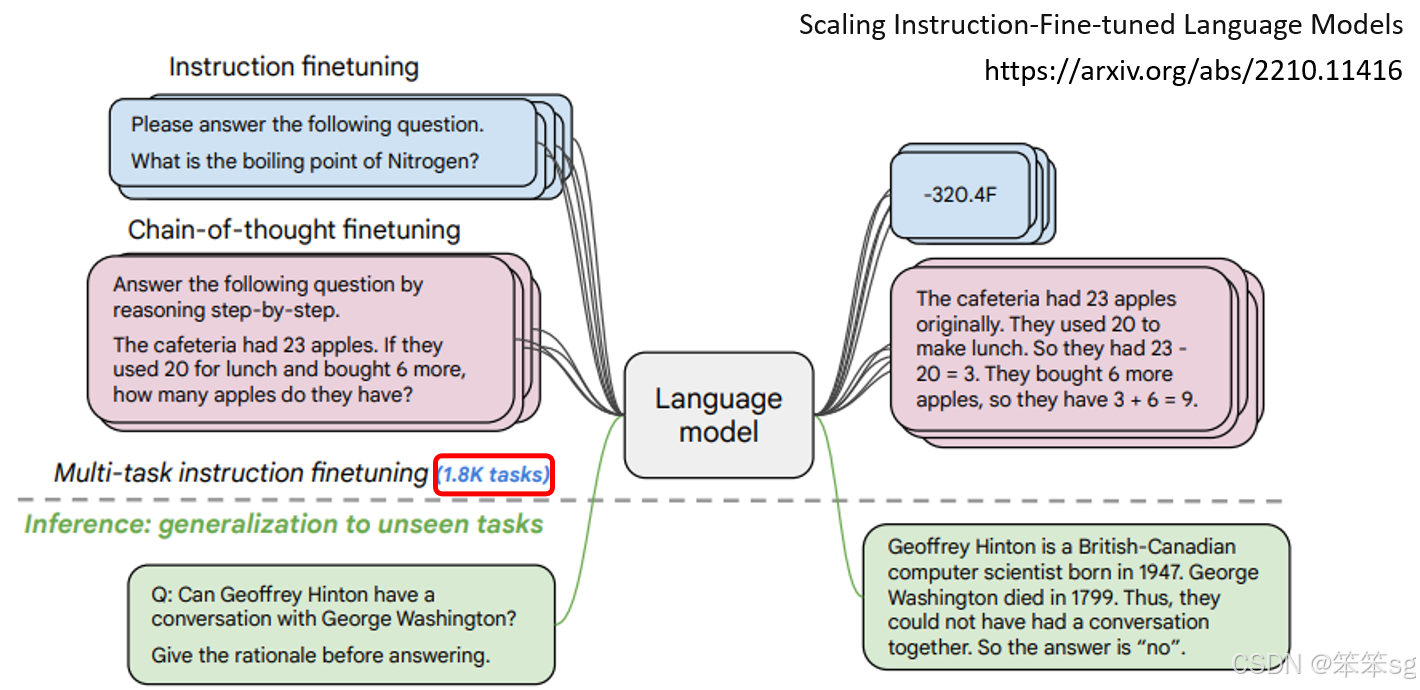 Scaling Instruction-Fine-tuned Language Models
https://arxiv.org/abs/2210.11416
Instruction finetuning
Please answer the following question.
What is the boiling point of Nitrogen?
-320.4F
Chain-of-thought finetuning
Answer the following question by
reasoning step-by-step.
The cafeteria had 23 apples. If they
used 20 for lunch and bought 6 more,
how many apples do they have?
Language
model
The cafeteria had 23 apples
originally. They used 20 to
make lunch. So they had 23 -
20 = 3. They bought 6 more
apples, so they have 3 + 6 = 9.
Multi-task instruction finetuning (1.8K tasks)
Inference: generalization to unseen tasks
Q: Can Geoffrey Hinton have a
conversation with George Washington?
Give the rationale before answering.
Geoffrey Hinton is a British-Canadian
computer scientist born in 1947. George
Washington died in 1799. Thus, they
could not have had a conversation
together. So the answer is “no”.
CSDN @笨笨sg